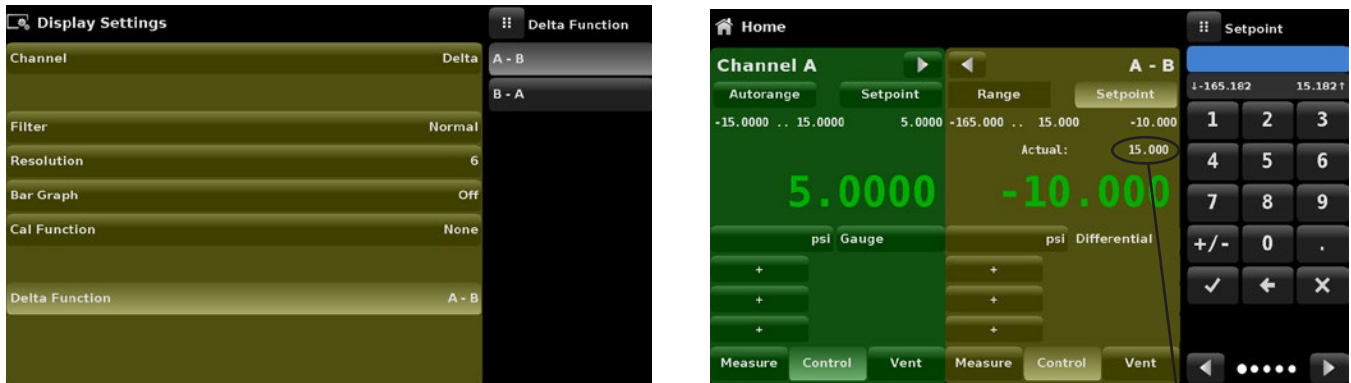 Display Settings
Delta Function
Channel Delta
A - B
B - A
Filter Normal
Resolution 6
Bar Graph Off
Cal Function None
Delta Function A - B
Home
Setpoint
Channel A
A - B
Autorange Setpoint Range Setpoint
↓-165.182 15.182↑
-15.0000 .. 15.0000 5.0000 -165.000 .. 15.000 -10.000
Actual: 15.000
5.0000 -10.000
psi Gauge psi Differential
+ +
+ +
+ +
Measure Control Vent Measure Control Vent
1 2 3
4 5 6
7 8 9
+/- 0 .